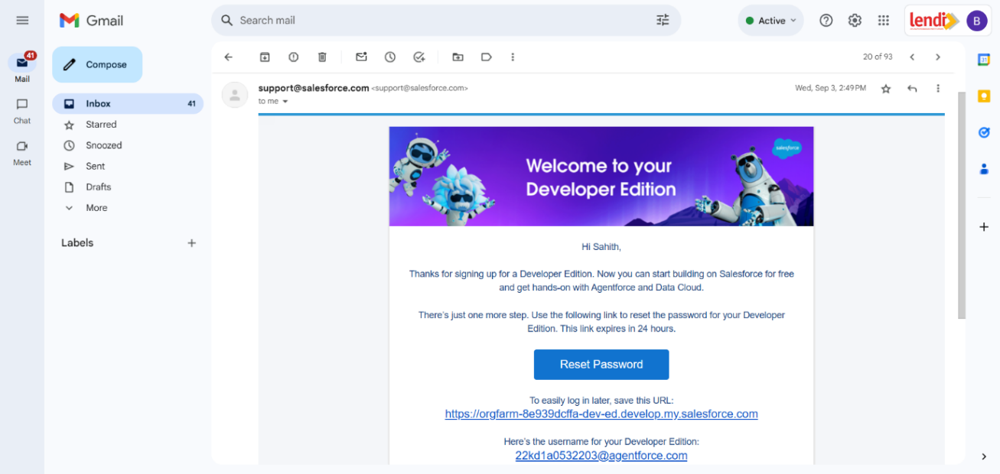 Gmail
Search mail
Active
lendi
B
41
Mail
Chat
Meet
Compose
Inbox 41
Starred
Snoozed
Sent
Drafts
More
Labels
20 of 93
31
support@salesforce.com <support@salesforce.com>
Wed, Sep 3, 2:49 PM
to me
salesforce
Welcome to your
Developer Edition
Hi Sahith,
Thanks for signing up for a Developer Edition. Now you can start building on Salesforce for free
and get hands-on with Agentforce and Data Cloud.
There's just one more step. Use the following link to reset the password for your Developer
Edition. This link expires in 24 hours.
Reset Password
To easily log in later, save this URL:
https://orgfarm-8e939dcffa-dev-ed.develop.my.salesforce.com
Here's the username for your Developer Edition:
22kd1a0532203@agentforce.com